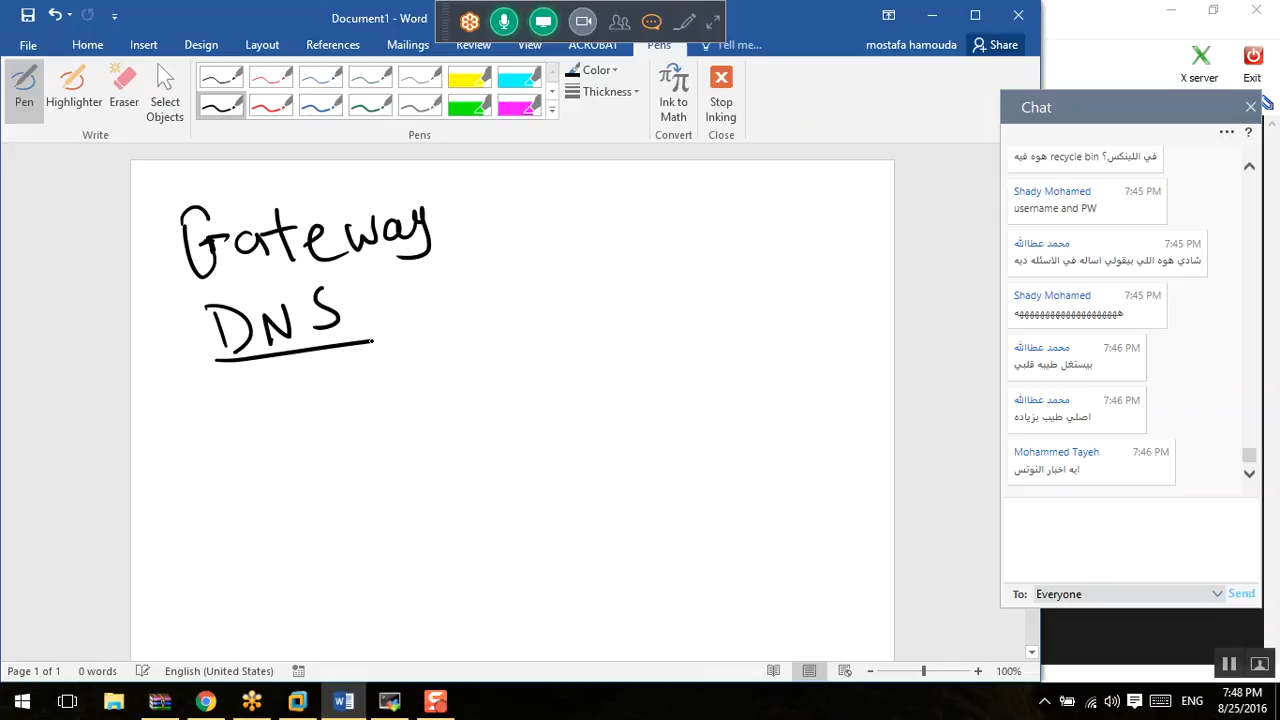 Document1 - Word
File
Home
Insert
Design
Layout
References
Mailings
Review
View
ACROBAT
Pens
Tell me...
mostafa hamouda
Share
Pen
Highlighter
Eraser
Select Objects
Write
Pens
Color
Thickness
Ink to Math
Convert
Stop Inking
Close
X server
Exit
Gateway
DNS
Chat
?
في اللينكس؟ recycle bin هوه فيه
Shady Mohamed 7:45 PM
username and PW
محمد عطاالله 7:45 PM
شادي هوه اللي بيقولي اساله في الاسئله ديه
Shady Mohamed 7:45 PM
محمد عطاالله 7:46 PM
بيستغل طيبه قلبي
محمد عطاالله 7:46 PM
اصلي طيب بزياده
Mohammed Tayeh 7:46 PM
ايه اخبار النوتس
To: Everyone
Send
Page 1 of 1
0 words
English (United States)
100%
ENG
7:48 PM
8/25/2016